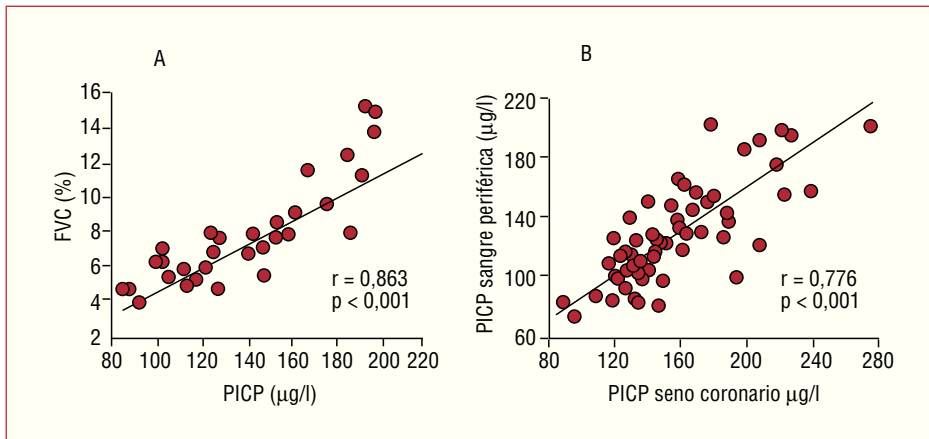 A
FVC (%)
16
14
12
10
8
6
4
2
80
100
120
140
160
180
200
220
PICP (μg/l)
r = 0,863
p < 0,001
B
PICP sangre periférica (μg/l)
220
180
140
100
60
80
120
160
200
240
280
PICP seno coronario μg/l
r = 0,776
p < 0,001